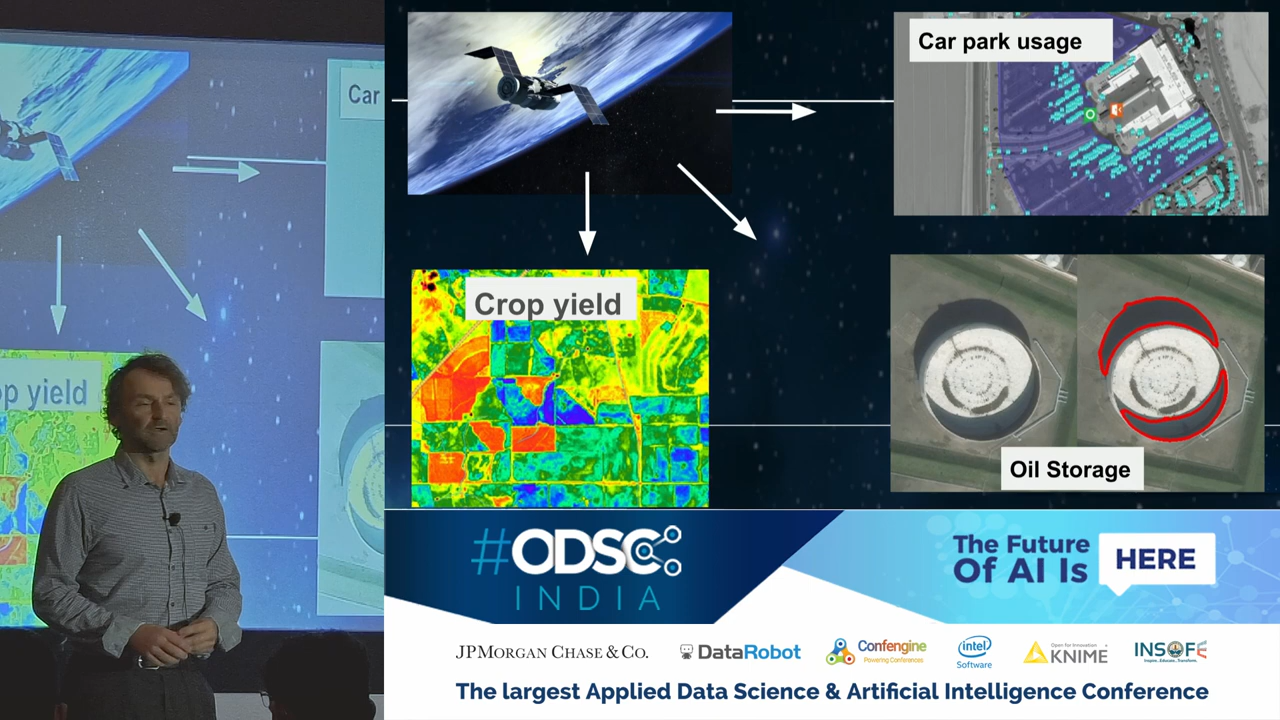 Car
op yield
Car park usage
Crop yield
Oil Storage
#ODSC
INDIA
The Future
Of AI Is
HERE
JPMORGAN CHASE & CO.
DataRobot
Confengine
Powering Conferences
intel
Software
Open for Innovation
KNIME
INSOFE
Inspire...Educate...Transform.
The largest Applied Data Science & Artificial Intelligence Conference